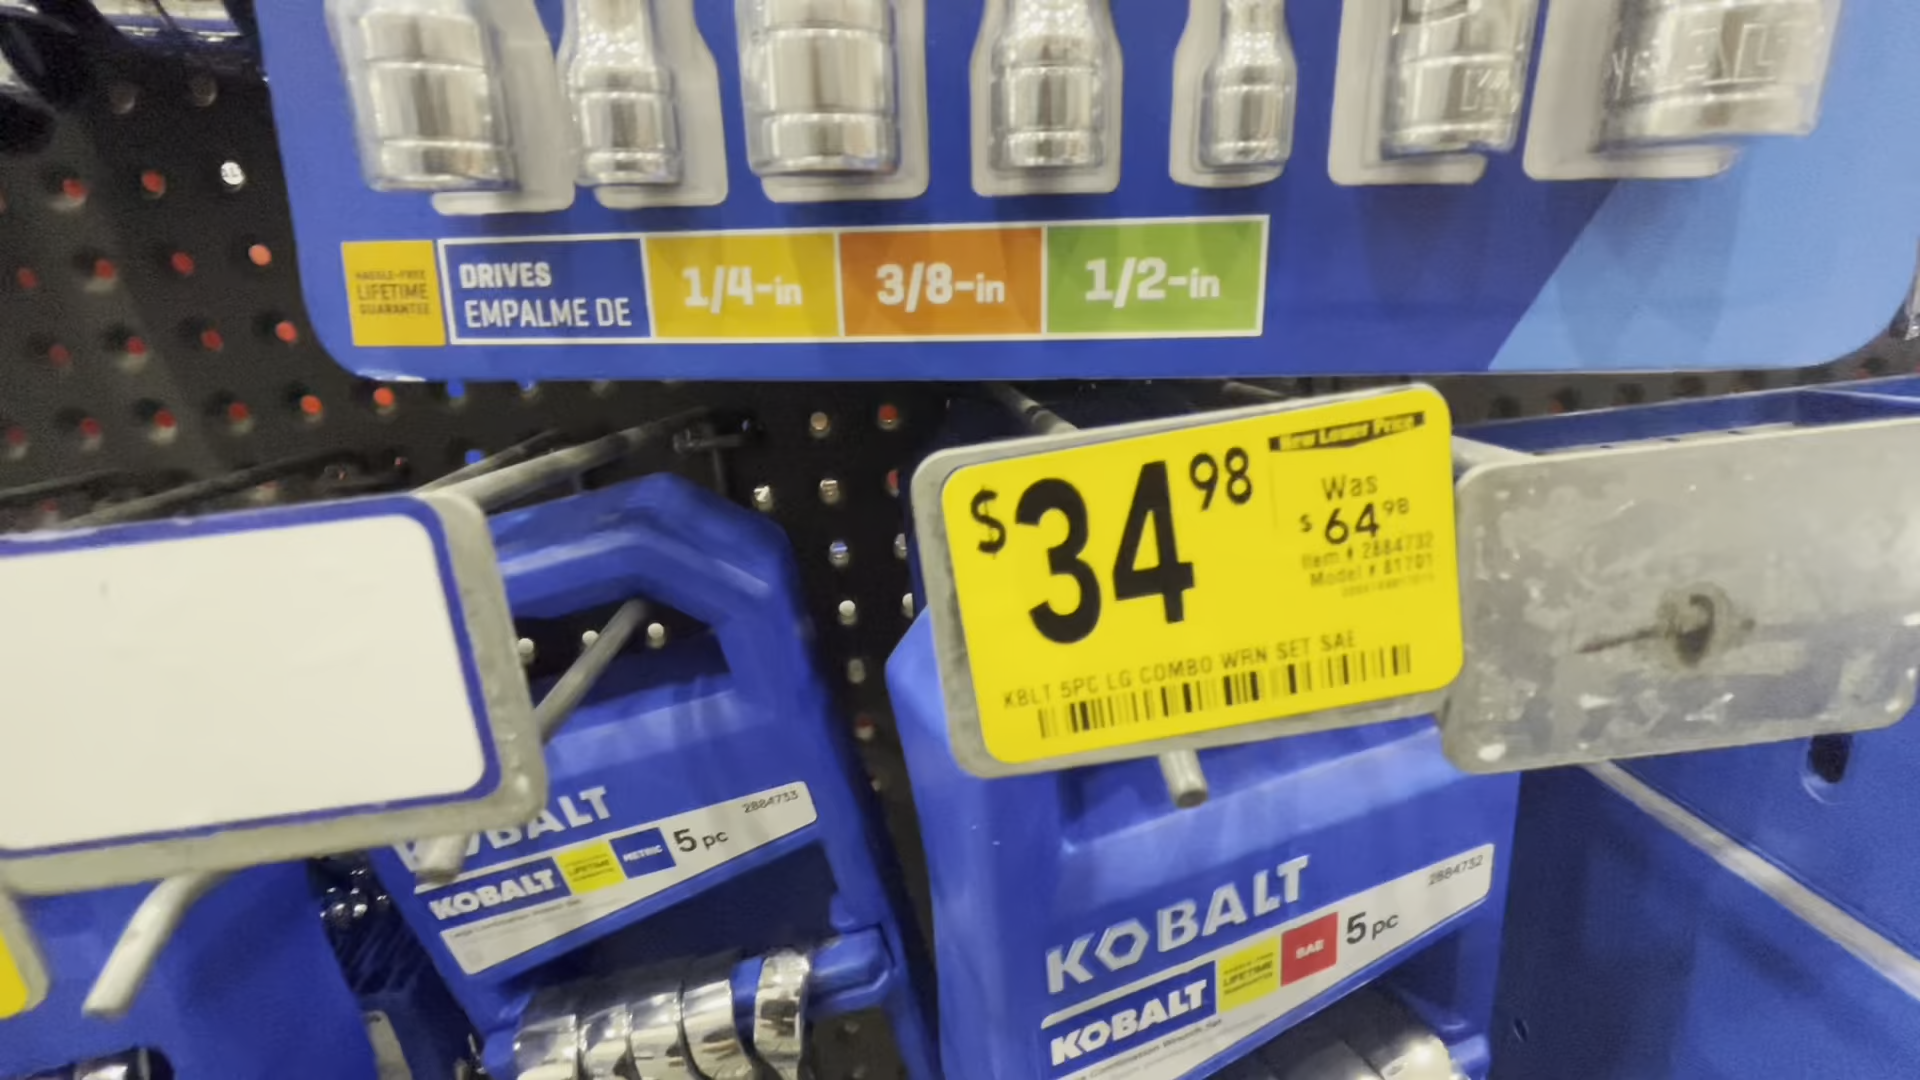 HASSLE-FREE
LIFETIME
GUARANTEE
DRIVES
EMPALME DE
1/4-in
3/8-in
1/2-in
New Lower Price
$34 98
Was
$64 98
Item # 2884732
Model # 81701
KBLT 5PC LG COMBO WRN SET SAE
KOBALT
2884733
KOBALT
LIFETIME
METRIC
5 pc
KOBALT
2884732
KOBALT
LIFETIME
SAE
5 pc